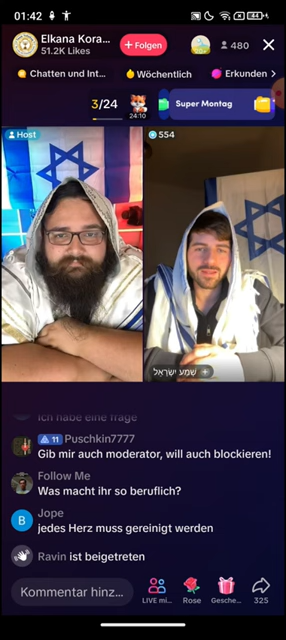 01:42
44
Elkana Kora...
51.2K Likes
+ Folgen
480
Chatten und Int...
Wöchentlich
Erkunden >
3/24
24:10
Super Montag
Host
554
שמע ישראל +
Ich habe eine frage
11 Puschkin7777
Gib mir auch moderator, will auch blockieren!
Follow Me
Was macht ihr so beruflich?
B Jope
jedes Herz muss gereinigt werden
Ravin ist beigetreten
Kommentar hinz...
LIVE mi...
Rose
Gesche...
325